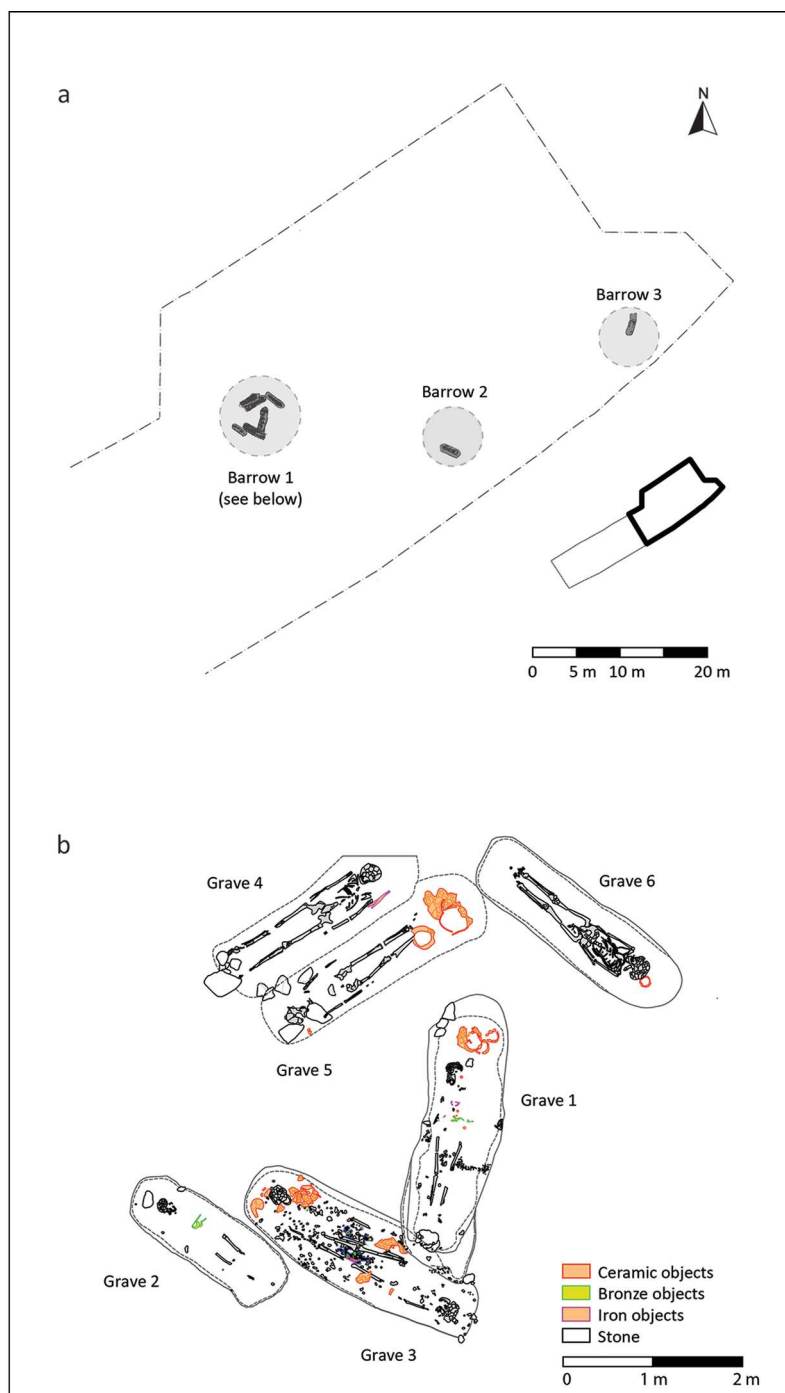 a
N
Barrow 3
Barrow 2
Barrow 1
(see below)
0 5 m 10 m 20 m
b
Grave 4
Grave 6
Grave 5
Grave 1
Grave 2
Grave 3
Ceramic objects
Bronze objects
Iron objects
Stone
0 1 m 2 m